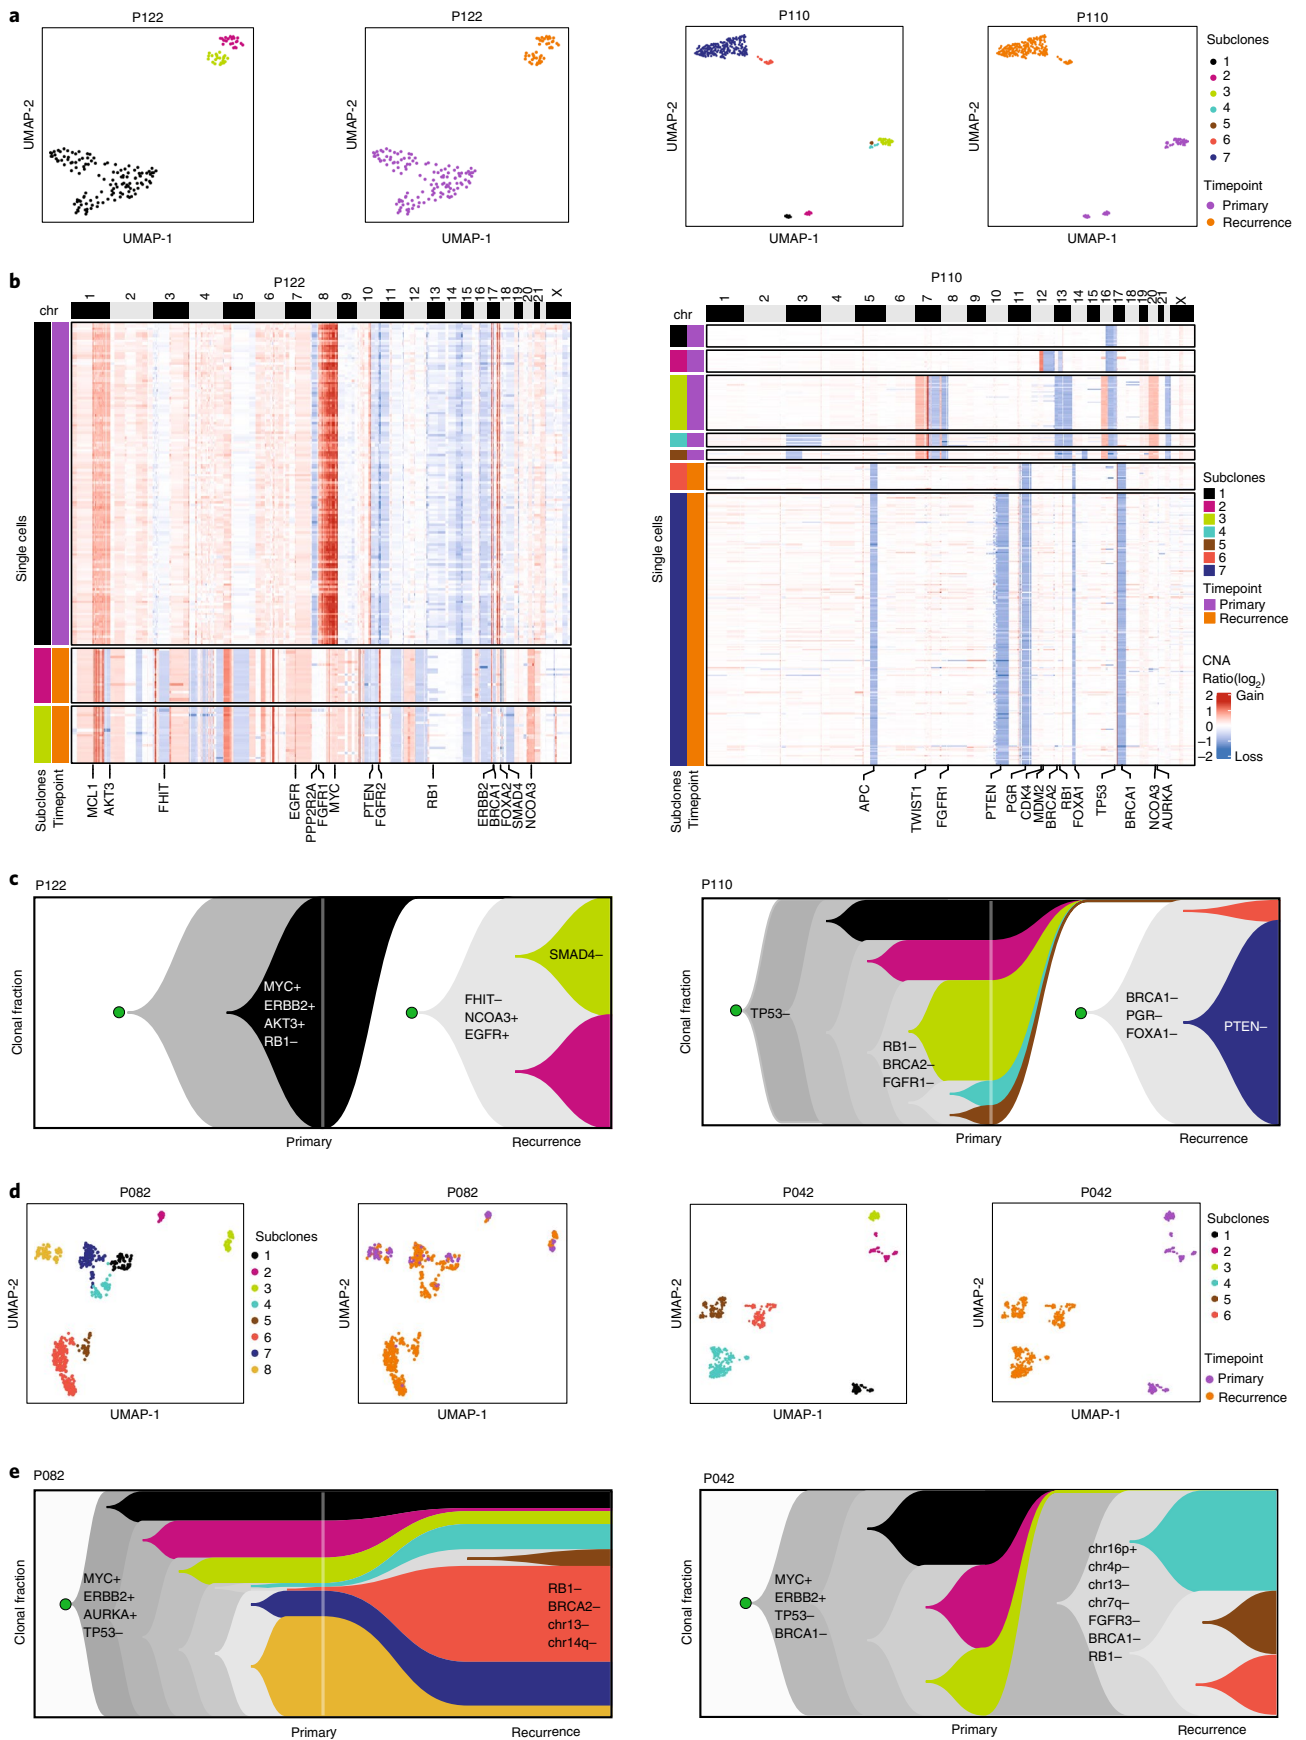 a
P122
P122
P110
P110
UMAP-2
UMAP-1
UMAP-2
UMAP-1
UMAP-2
UMAP-1
UMAP-2
UMAP-1
Subclones
1
2
3
4
5
6
7
Timepoint
Primary
Recurrence
b
P122
chr
1
2
3
4
5
6
7
8
9
10
11
12
13
14
15
16
17
18
19
20
21
X
Single cells
Subclones
Timepoint
MCL1
AKT3
FHIT
EGFR
PPP2R2A
FGFR1
MYC
PTEN
FGFR2
RB1
ERBB2
BRCA1
FOXA2
SMAD4
NCOA3
P110
chr
1
2
3
4
5
6
7
8
9
10
11
12
13
14
15
16
17
18
19
20
21
X
Single cells
Subclones
Timepoint
APC
TWIST1
FGFR1
PTEN
PGR
CDK4
MDM2
BRCA2
RB1
FOXA1
TP53
BRCA1
NCOA3
AURKA
Subclones
1
2
3
4
5
6
7
Timepoint
Primary
Recurrence
CNA
Ratio(log2)
2 Gain
1
0
−1
−2 Loss
c
P122
Clonal fraction
MYC+
ERBB2+
AKT3+
RB1−
FHIT−
NCOA3+
EGFR+
SMAD4−
Primary
Recurrence
P110
Clonal fraction
TP53−
RB1−
BRCA2−
FGFR1−
BRCA1−
PGR−
FOXA1−
PTEN−
Primary
Recurrence
d
P082
P082
P042
P042
UMAP-2
UMAP-1
Subclones
1
2
3
4
5
6
7
8
UMAP-2
UMAP-1
UMAP-2
UMAP-1
UMAP-2
UMAP-1
Subclones
1
2
3
4
5
6
Timepoint
Primary
Recurrence
e
P082
Clonal fraction
MYC+
ERBB2+
AURKA+
TP53−
RB1−
BRCA2−
chr13−
chr14q−
Primary
Recurrence
P042
Clonal fraction
MYC+
ERBB2+
TP53−
BRCA1−
chr16p+
chr4p−
chr13−
chr7q−
FGFR3−
BRCA1−
RB1−
Primary
Recurrence